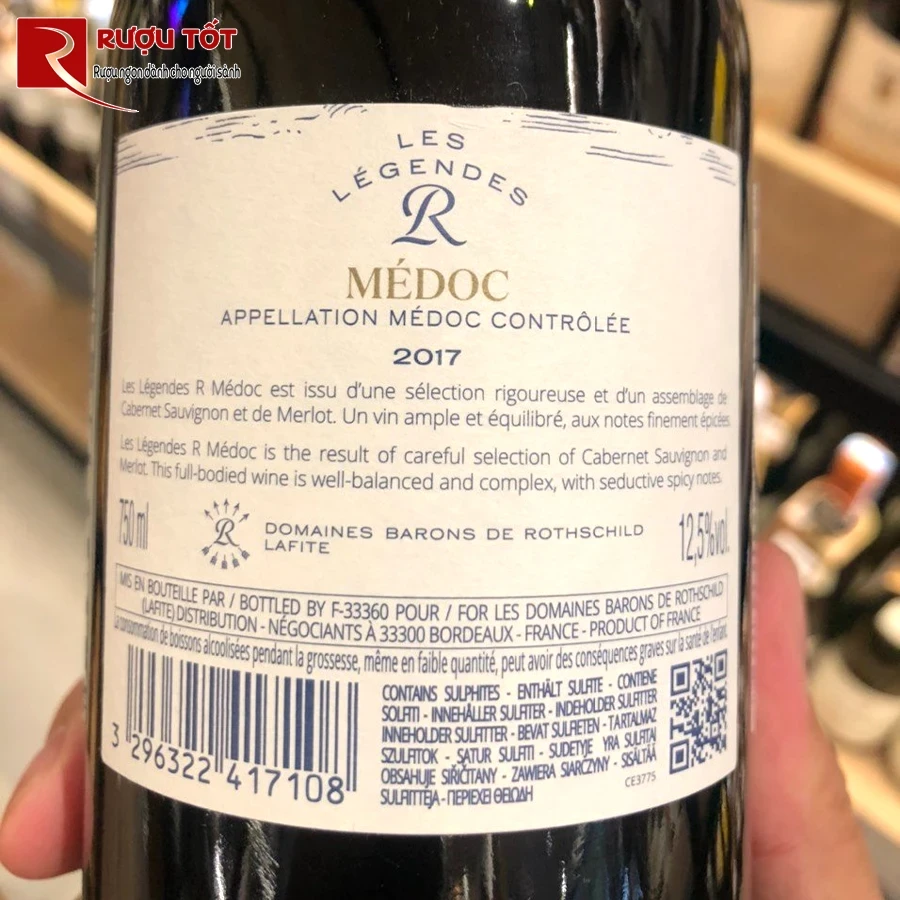 RƯỢU TỐT
Rượu ngon dành cho người sành
LES
LÉGENDES
R
MÉDOC
APPELLATION MÉDOC CONTRÔLÉE
2017
Les Légendes R Médoc est issu d'une sélection rigoureuse et d'un assemblage de
Cabernet Sauvignon et de Merlot. Un vin ample et équilibré, aux notes finement épicées
Les Légendes R Médoc is the result of careful selection of Cabernet Sauvignon and
Merlot. This full-bodied wine is well-balanced and complex, with seductive spicy notes.
750 ml
R
DOMAINES BARONS DE ROTHSCHILD
LAFITE
12,5%vol.
MIS EN BOUTEILLE PAR / BOTTLED BY F-33360 POUR / FOR LES DOMAINES BARONS DE ROTHSCHILD
(LAFITE) DISTRIBUTION - NÉGOCIANTS À 33300 BORDEAUX - FRANCE - PRODUCT OF FRANCE
La consommation de boissons alcoolisées pendant la grossesse, même en faible quantité, peut avoir des conséquences graves sur la santé de l'enfant.
3 296322 417108
CONTAINS SULPHITES - ENTHÄLT SULFITE - CONTIENE
SOLFITI - INNEHÅLLER SULFITER - INDEHOLDER SULFITTER
INNEHOLDER SULFITTER - BEVAT SULFIETEN - TARTALMAZ
SZULFITOK - SATUR SULFITI - SUDETYJE YRA SULFITAI
OBSAHUJE SIŘIČITANY - ZAWIERA SIARCZYNY - SISÄLTÄÄ
SULFIITTEJA - ΠΕΡΙΕΧΕΙ ΘΕΙΩΔΗ
CE3775